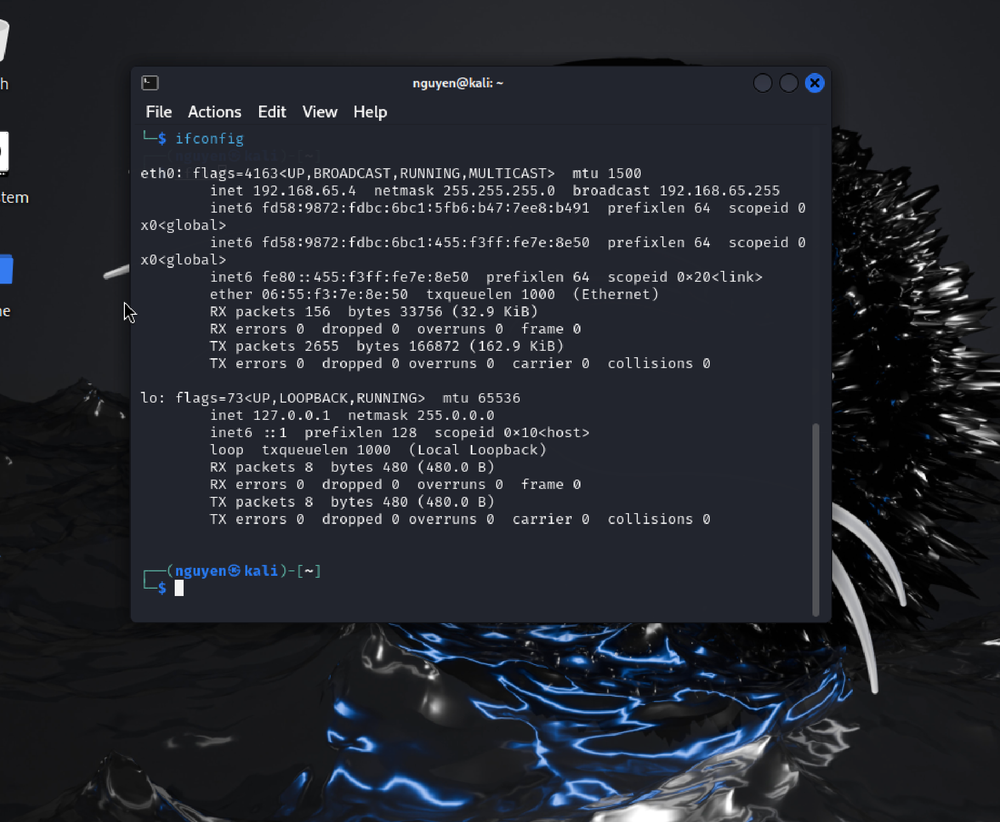 h
stem
ne
nguyen@kali: ~
File Actions Edit View Help
└─$ ifconfig
┌──(nguyen㉿kali)-[~]
eth0: flags=4163<UP,BROADCAST,RUNNING,MULTICAST>  mtu 1500
        inet 192.168.65.4  netmask 255.255.255.0  broadcast 192.168.65.255
        inet6 fd58:9872:fdbc:6bc1:5fb6:b47:7ee8:b491  prefixlen 64  scopeid 0
x0<global>
        inet6 fd58:9872:fdbc:6bc1:455:f3ff:fe7e:8e50  prefixlen 64  scopeid 0
x0<global>
        inet6 fe80::455:f3ff:fe7e:8e50  prefixlen 64  scopeid 0×20<link>
        ether 06:55:f3:7e:8e:50  txqueuelen 1000  (Ethernet)
        RX packets 156  bytes 33756 (32.9 KiB)
        RX errors 0  dropped 0  overruns 0  frame 0
        TX packets 2655  bytes 166872 (162.9 KiB)
        TX errors 0  dropped 0 overruns 0  carrier 0  collisions 0
lo: flags=73<UP,LOOPBACK,RUNNING>  mtu 65536
        inet 127.0.0.1  netmask 255.0.0.0
        inet6 ::1  prefixlen 128  scopeid 0×10<host>
        loop  txqueuelen 1000  (Local Loopback)
        RX packets 8  bytes 480 (480.0 B)
        RX errors 0  dropped 0  overruns 0  frame 0
        TX packets 8  bytes 480 (480.0 B)
        TX errors 0  dropped 0 overruns 0  carrier 0  collisions 0
┌──(nguyen㉿kali)-[~]
└─$